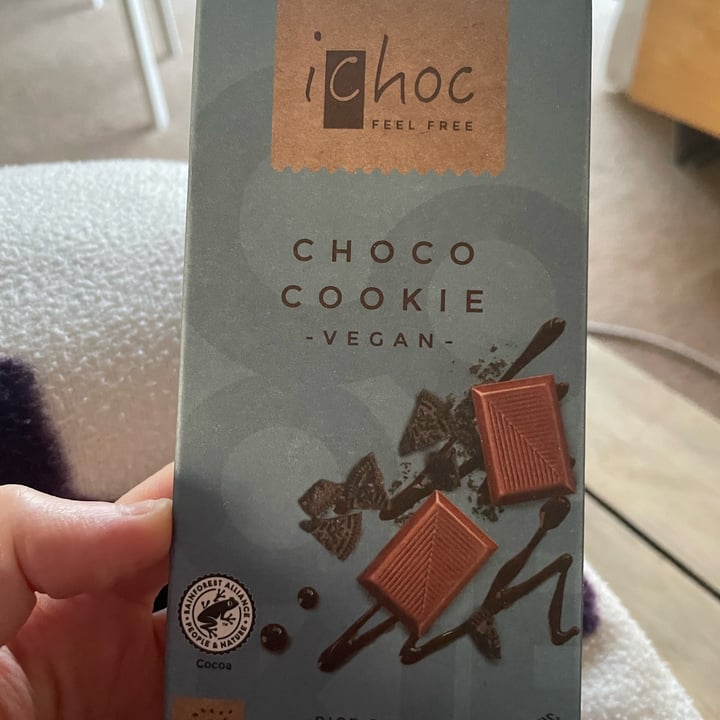 ichoc
FEEL FREE
CHOCO
COOKIE
-VEGAN-
RAINFOREST ALLIANCE
PEOPLE & NATURE
Cocoa